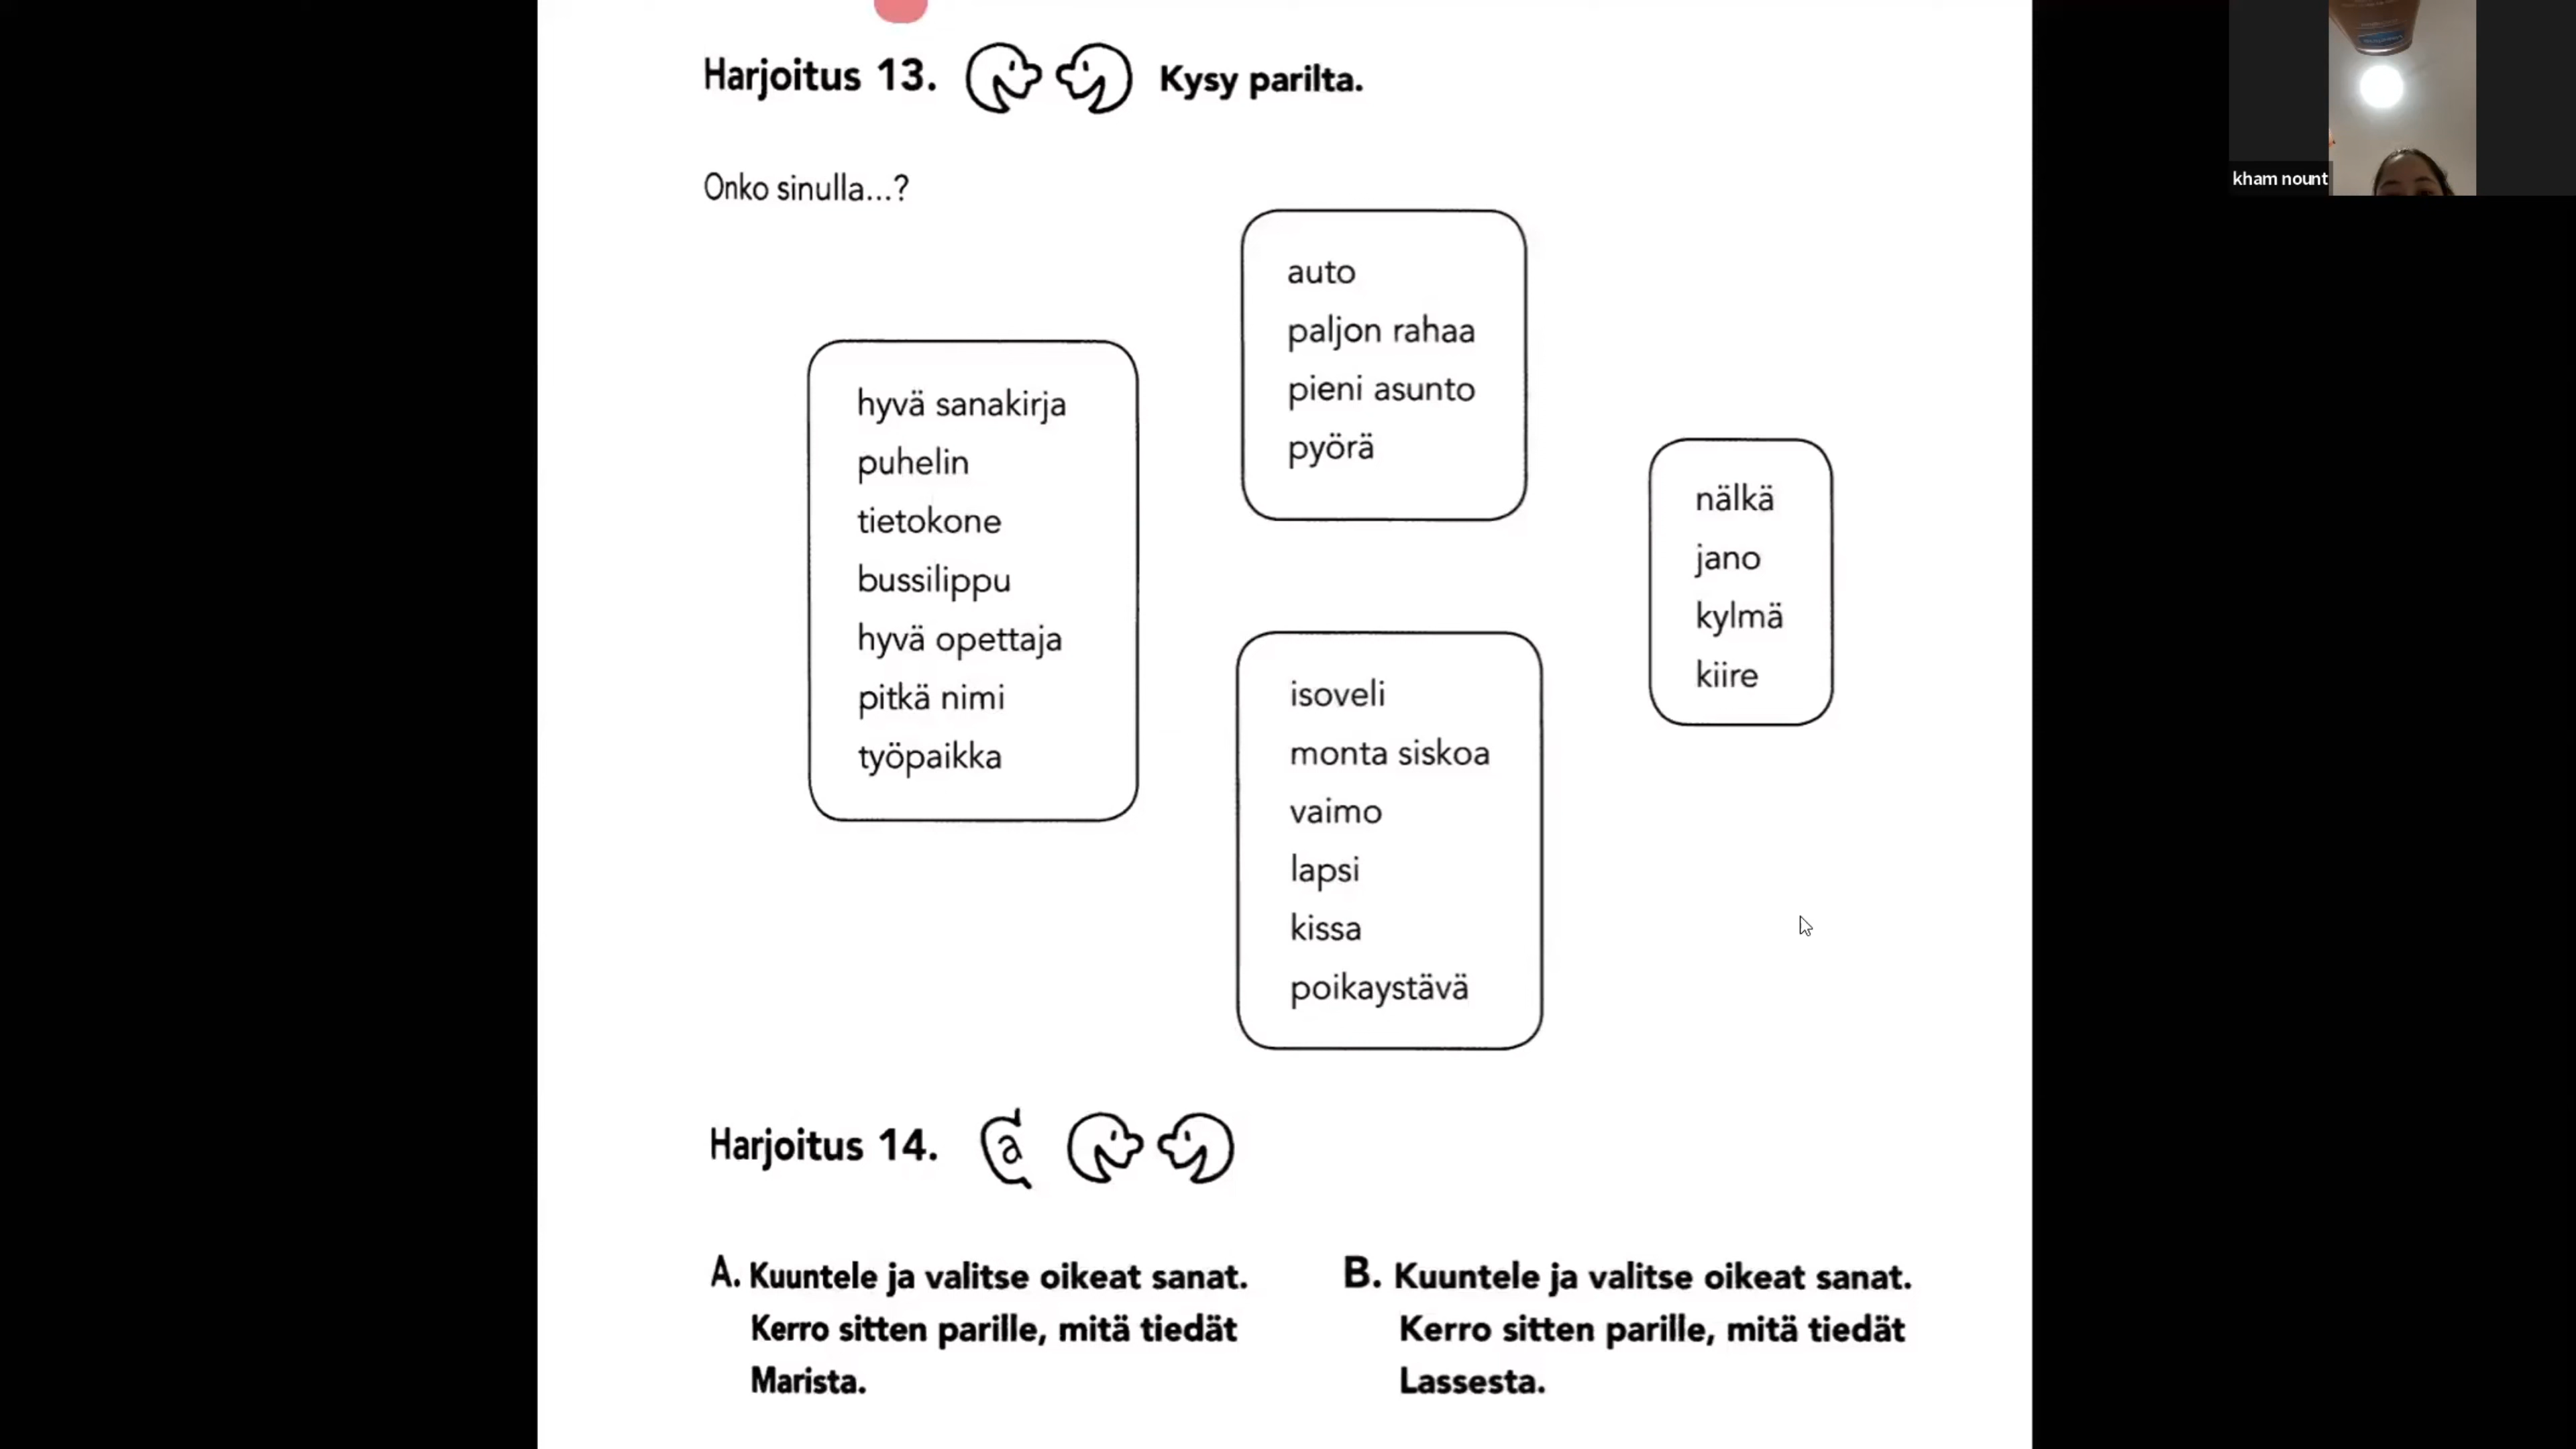 Harjoitus 13. Kysy parilta.
Onko sinulla...?
auto
paljon rahaa
pieni asunto
pyörä
hyvä sanakirja
puhelin
tietokone
bussilippu
hyvä opettaja
pitkä nimi
työpaikka
nälkä
jano
kylmä
kiire
isoveli
monta siskoa
vaimo
lapsi
kissa
poikaystävä
Harjoitus 14. a
A. Kuuntele ja valitse oikeat sanat.
Kerro sitten parille, mitä tiedät
Marista.
B. Kuuntele ja valitse oikeat sanat.
Kerro sitten parille, mitä tiedät
Lassesta.
kham nount